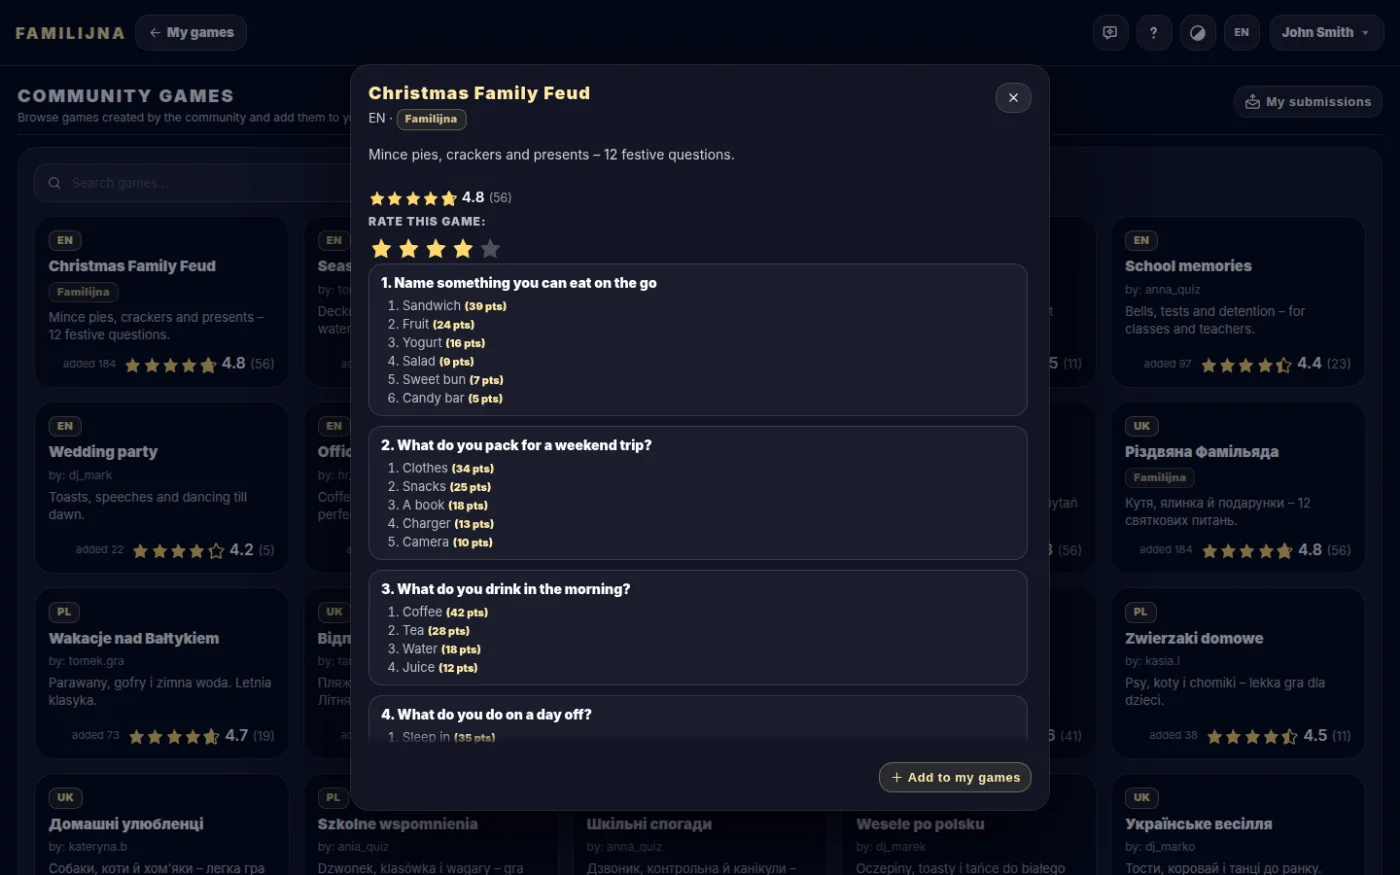 FAMILIJNA
← My games
?
EN
John Smith
COMMUNITY GAMES
Browse games created by the community and add them to
My submissions
Search games...
Christmas Family Feud
EN · Familijna
Mince pies, crackers and presents – 12 festive questions.
4.8 (56)
RATE THIS GAME:
1. Name something you can eat on the go
1. Sandwich (39 pts)
2. Fruit (24 pts)
3. Yogurt (16 pts)
4. Salad (9 pts)
5. Sweet bun (7 pts)
6. Candy bar (5 pts)
2. What do you pack for a weekend trip?
1. Clothes (34 pts)
2. Snacks (25 pts)
3. A book (18 pts)
4. Charger (13 pts)
5. Camera (10 pts)
3. What do you drink in the morning?
1. Coffee (42 pts)
2. Tea (28 pts)
3. Water (18 pts)
4. Juice (12 pts)
4. What do you do on a day off?
1. Sleep in (35 pts)
+ Add to my games
EN
Christmas Family Feud
Familijna
Mince pies, crackers and presents –
12 festive questions.
added 184
4.8 (56)
EN
(11)
EN
School memories
by: anna_quiz
Bells, tests and detention – for
classes and teachers.
added 97
4.4 (23)
EN
Wedding party
by: dj_mark
Toasts, speeches and dancing till
dawn.
added 22
4.2 (5)
EN
(56)
UK
Різдвяна Фамільяда
Familijna
Кутя, ялинка й подарунки – 12
святкових питань.
added 184
4.8 (56)
PL
Wakacje nad Bałtykiem
by: tomek.gra
Parawany, gofry i zimna woda. Letnia
klasyka.
added 73
4.7 (19)
UK
(41)
PL
Zwierzaki domowe
by: kasia.l
Psy, koty i chomiki – lekka gra dla
dzieci.
added 38
4.5 (11)
UK
Домашні улюбленці
by: kateryna.b
Собаки, коти й хом'яки – легка гра
PL
Szkolne wspomnienia
by: ania_quiz
Dzwonek, klasówka i wagary – gra
Шкільні спогади
by: anna_quiz
Дзвоник, контрольна й канікули –
Wesele po polsku
by: dj_marek
Oczepiny, toasty i tańce do białego
UK
Українське весілля
by: dj_marko
Тости, коровай і танці до ранку.